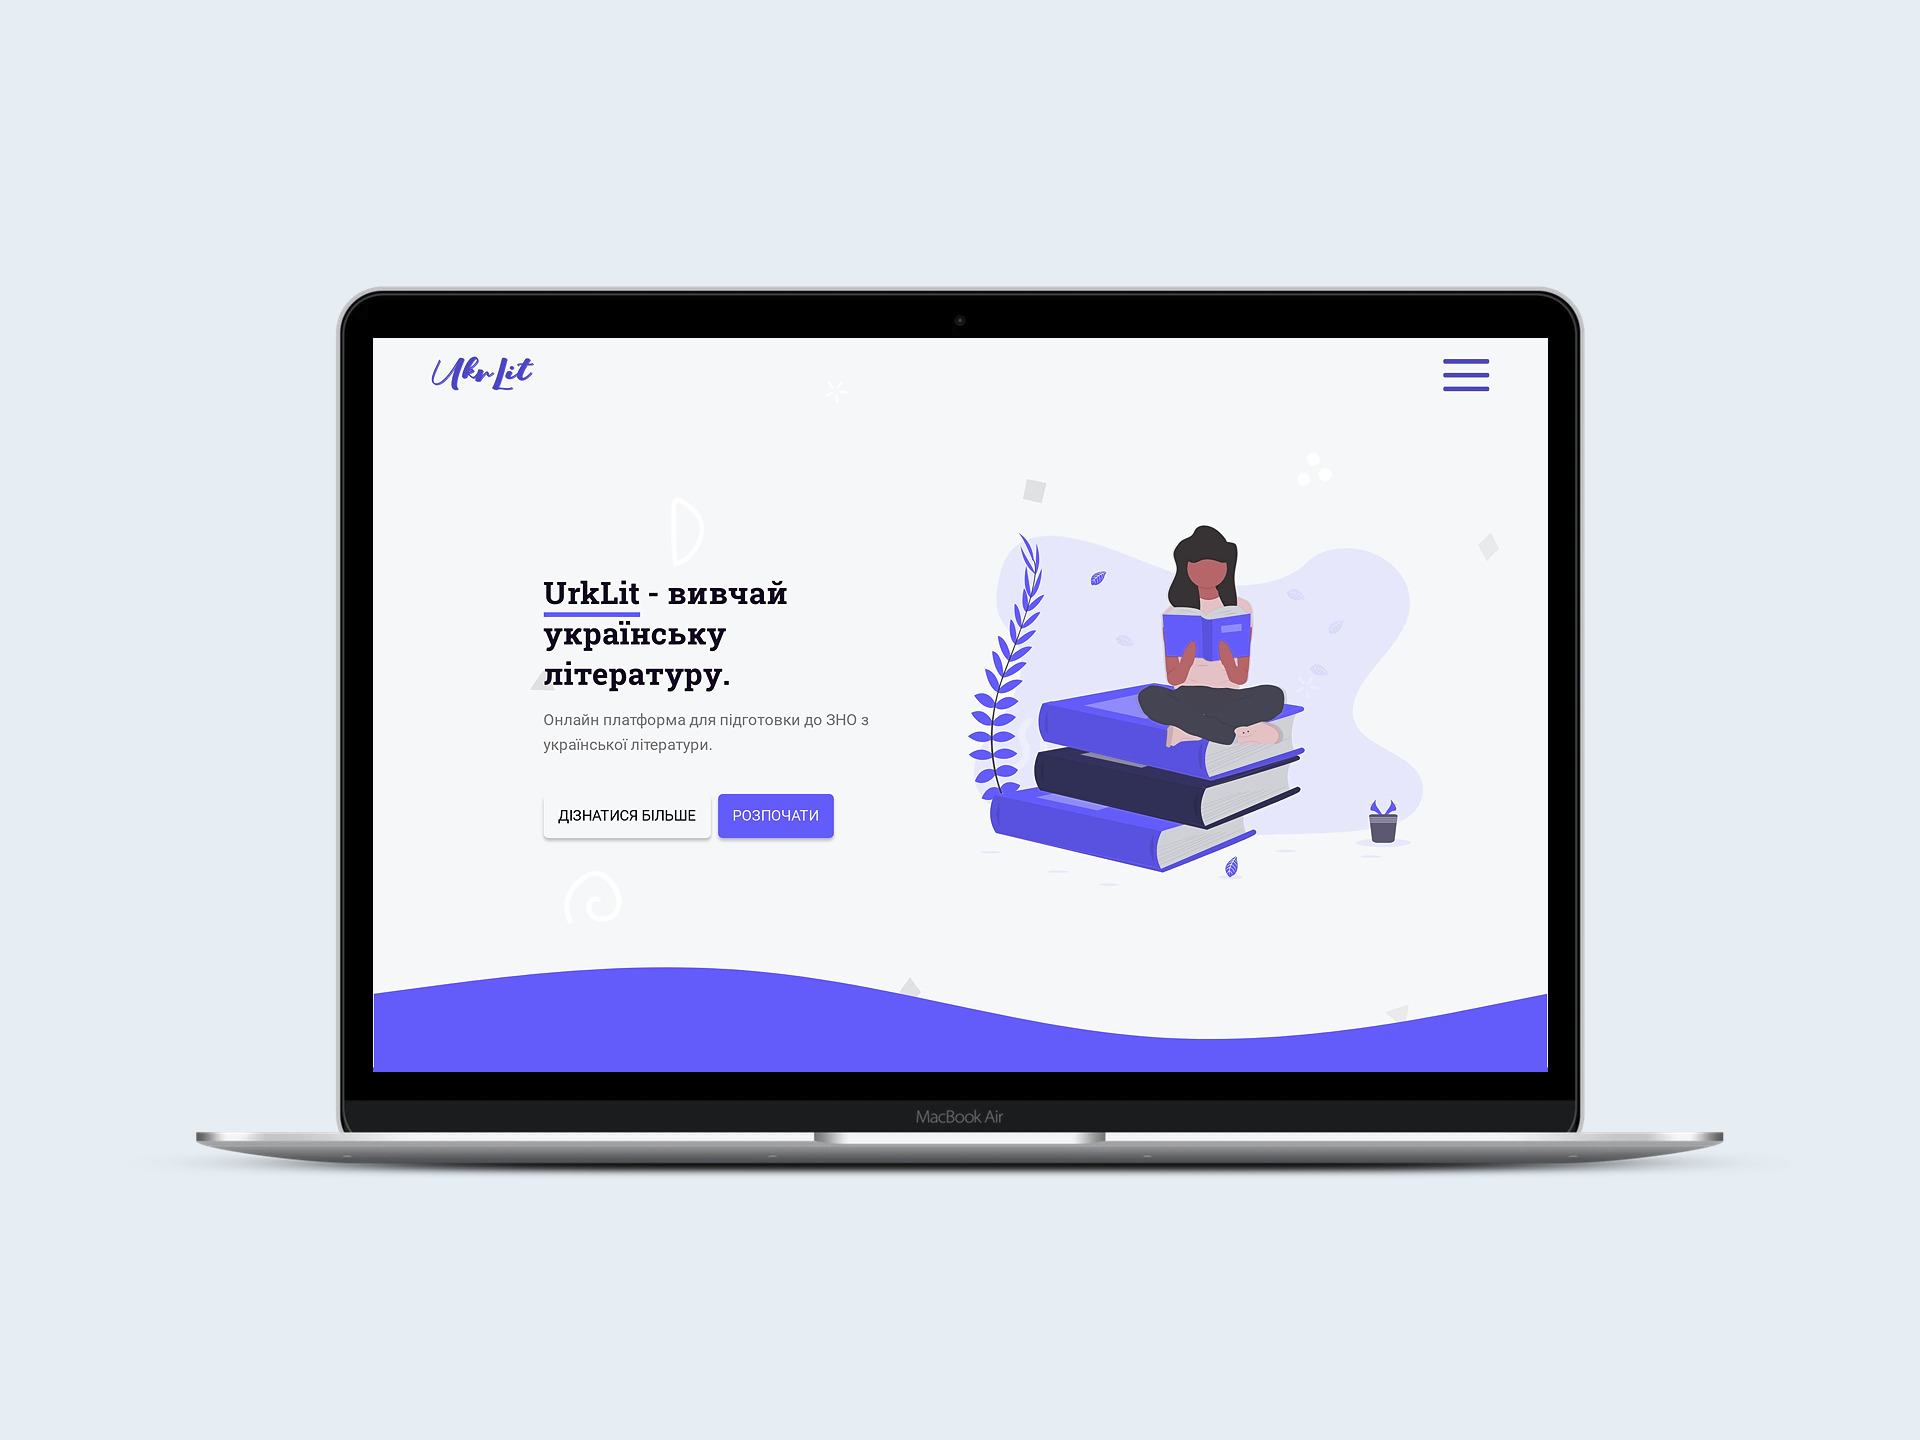 UkrLit
UrkLit - вивчай
українську
літературу.
Онлайн платформа для підготовки до ЗНО з
української літератури.
ДІЗНАТИСЯ БІЛЬШЕ
РОЗПОЧАТИ
MacBook Air